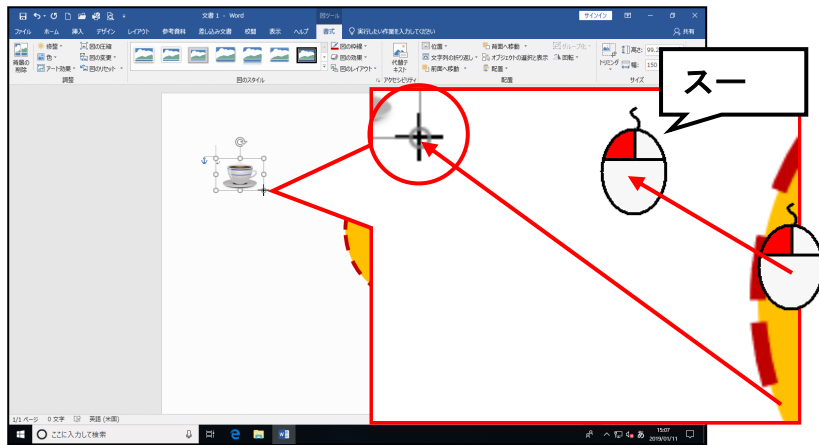 文書 1 - Word
図ツール
サインイン
ファイル ホーム 挿入 デザイン レイアウト 参考資料 差し込み文書 校閲 表示 ヘルプ 書式 実行したい作業を入力してください 共有
背景の削除
修整
色
アート効果
図の圧縮
図の変更
図のリセット
調整
図のスタイル
図の枠線
図の効果
図のレイアウト
代替テキスト
アクセシビリティ
位置
文字列の折り返し
前面へ移動
背面へ移動
オブジェクトの選択と表示
配置
グループ化
回転
配置
トリミング
高さ: 99.2
幅: 150
サイズ
スー
1/1 ページ 0 文字 英語 (米国)
ここに入力して検索
あ
15:07
2019/01/11